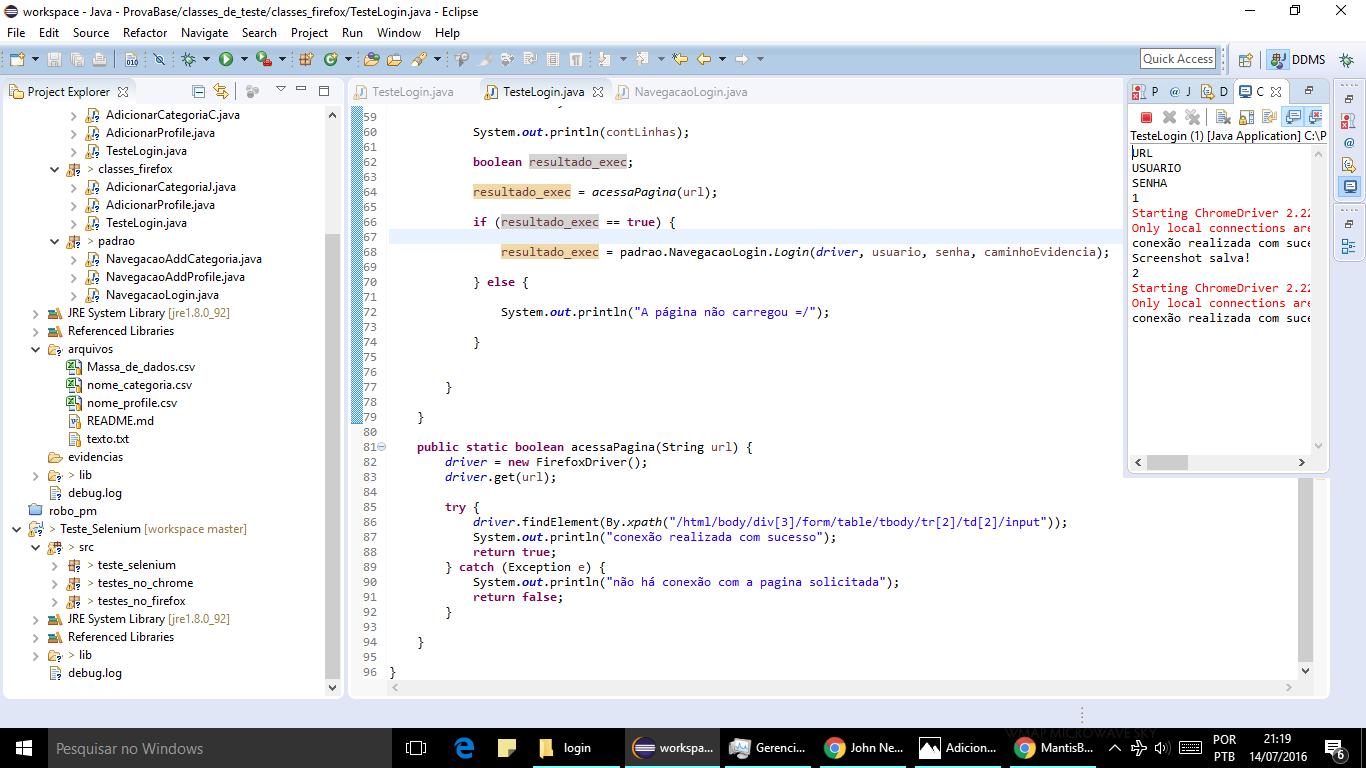 workspace - Java - ProvaBase/classes_de_teste/classes_firefox/TesteLogin.java - Eclipse
File Edit Source Refactor Navigate Search Project Run Window Help
Quick Access
DDMS
Project Explorer
AdicionarCategoriaC.java
AdicionarProfile.java
TesteLogin.java
> classes_firefox
AdicionarCategoriaJ.java
AdicionarProfile.java
TesteLogin.java
> padrao
NavegacaoAddCategoria.java
NavegacaoAddProfile.java
NavegacaoLogin.java
JRE System Library [jre1.8.0_92]
Referenced Libraries
arquivos
Massa_de_dados.csv
nome_categoria.csv
nome_profile.csv
README.md
texto.txt
evidencias
> lib
debug.log
robo_pm
> Teste_Selenium [workspace master]
> src
> teste_selenium
> testes_no_chrome
> testes_no_firefox
JRE System Library [jre1.8.0_92]
Referenced Libraries
> lib
debug.log
TesteLogin.java TesteLogin.java NavegacaoLogin.java
59
60 System.out.println(contLinhas);
61
62 boolean resultado_exec;
63
64 resultado_exec = acessaPagina(url);
65
66 if (resultado_exec == true) {
67
68 resultado_exec = padrao.NavegacaoLogin.Login(driver, usuario, senha, caminhoEvidencia);
69
70 } else {
71
72 System.out.println("A página não carregou =/");
73
74 }
75
76
77 }
78
79 }
80
81 public static boolean acessaPagina(String url) {
82 driver = new FirefoxDriver();
83 driver.get(url);
84
85 try {
86 driver.findElement(By.xpath("/html/body/div[3]/form/table/tbody/tr[2]/td[2]/input"));
87 System.out.println("conexão realizada com sucesso");
88 return true;
89 } catch (Exception e) {
90 System.out.println("não há conexão com a pagina solicitada");
91 return false;
92 }
93
94 }
95
96 }
P @ J D C
TesteLogin (1) [Java Application] C:\P
URL
USUARIO
SENHA
1
Starting ChromeDriver 2.22
Only local connections are
conexão realizada com suce
Screenshot salva!
2
Starting ChromeDriver 2.22
Only local connections are
conexão realizada com suce
WMAP MICROWAVE SKY
Pesquisar no Windows
login
workspa...
Gerenci...
John Ne...
Adicion...
MantisB...
POR
PTB
21:19
14/07/2016
6